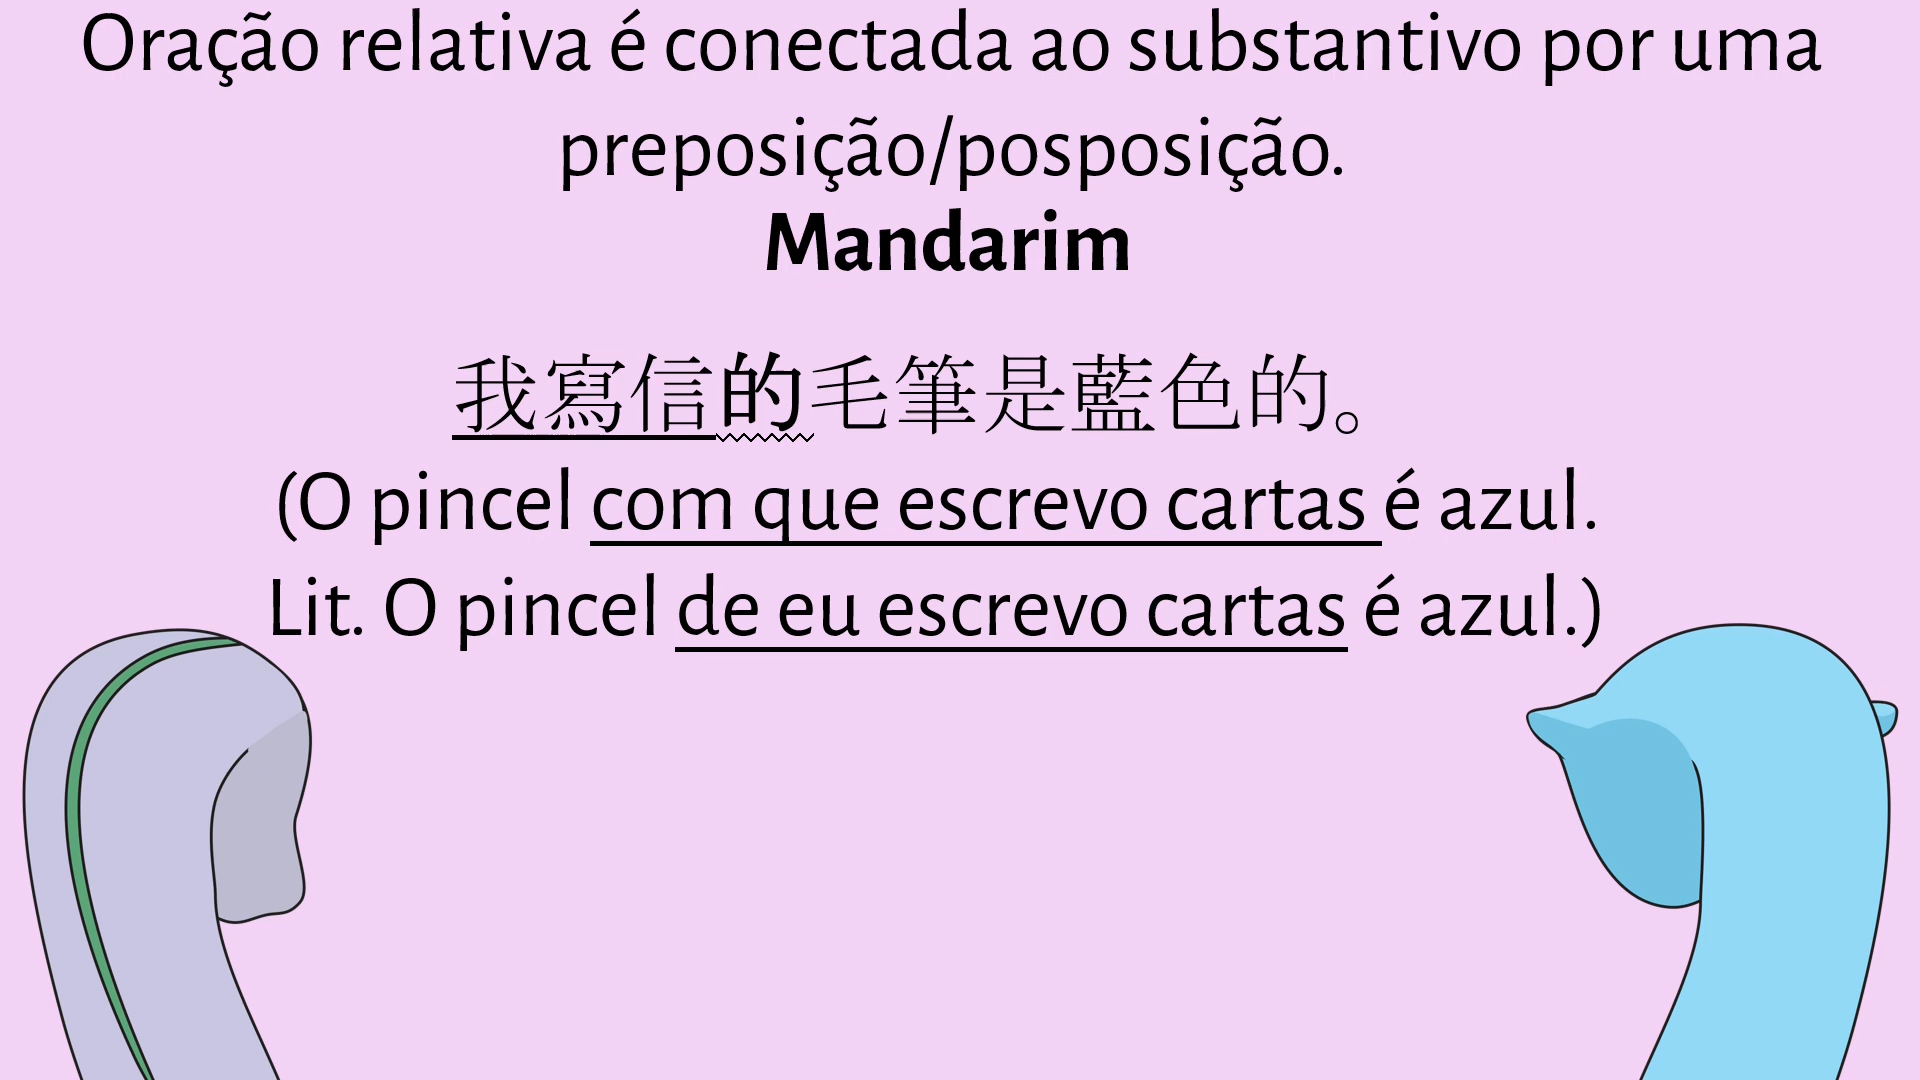 Oração relativa é conectada ao substantivo por uma
preposição/posposição.
Mandarim
我寫信的毛筆是藍色的。
(O pincel com que escrevo cartas é azul.
Lit. O pincel de eu escrevo cartas é azul.)